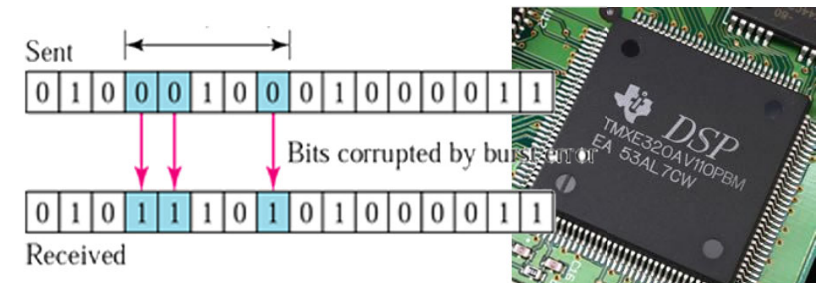 Sent
0 1 0 0 0 1 0 0 0 1 0 0 0 0 1 1
Bits corrupted by burst error
0 1 0 1 1 1 0 1 0 1 0 0 0 0 1 1
Received
DSP
TMXE320AV110PBM
EA 53AL7CW